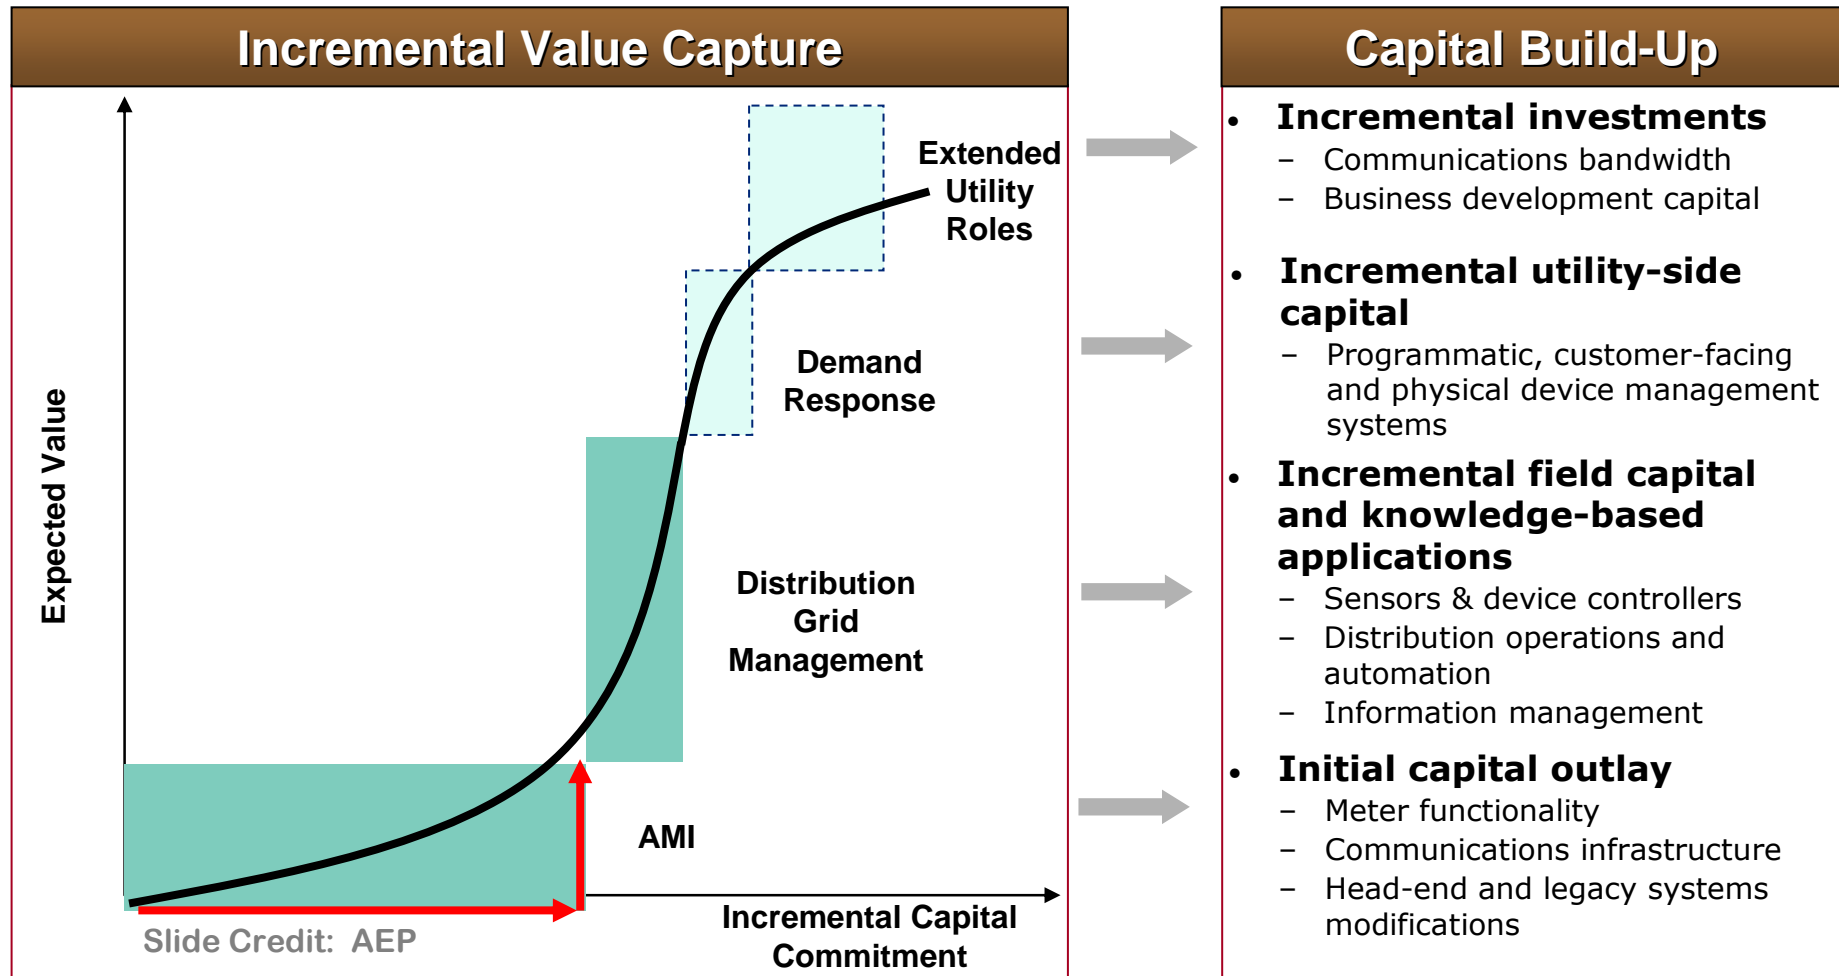 Incremental Value Capture
Expected Value
Extended
Utility
Roles
Demand
Response
Distribution
Grid
Management
AMI
Incremental Capital
Commitment
Slide Credit: AEP
Capital Build-Up
• Incremental investments
– Communications bandwidth
– Business development capital
• Incremental utility-side
capital
– Programmatic, customer-facing
and physical device management
systems
• Incremental field capital
and knowledge-based
applications
– Sensors & device controllers
– Distribution operations and
automation
– Information management
• Initial capital outlay
– Meter functionality
– Communications infrastructure
– Head-end and legacy systems
modifications